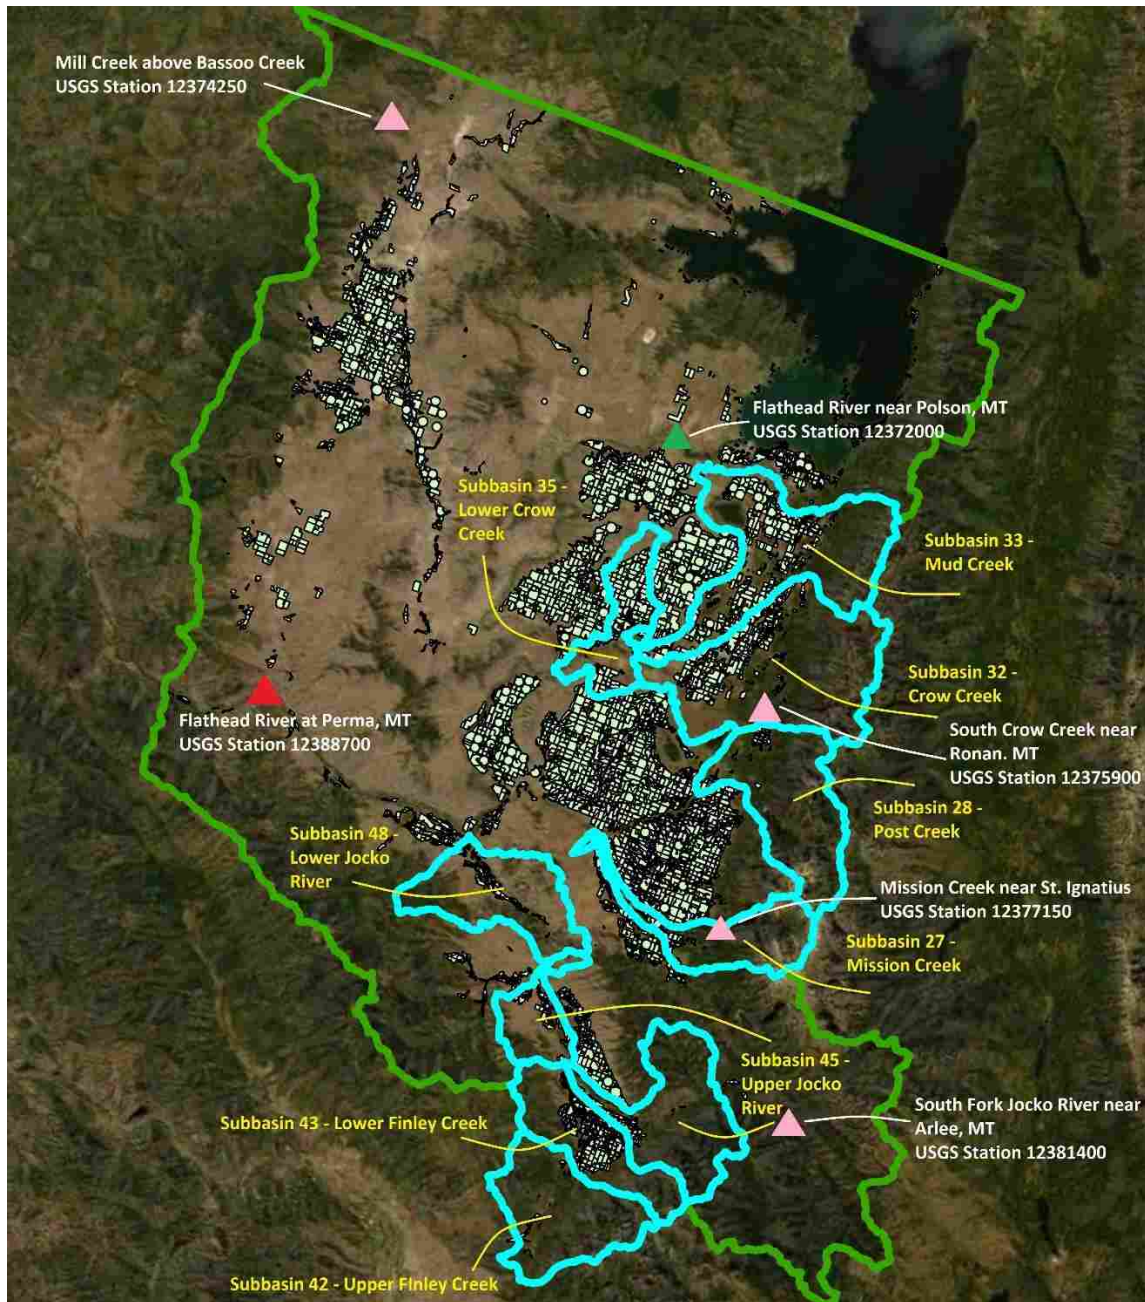 Mill Creek above Bassoo Creek
USGS Station 12374250
Flathead River near Polson, MT
USGS Station 12372000
Subbasin 35 -
Lower Crow
Creek
Subbasin 33 -
Mud Creek
Subbasin 32 -
Crow Creek
Flathead River at Perma, MT
USGS Station 12388700
South Crow Creek near
Ronan. MT
USGS Station 12375900
Subbasin 28 -
Post Creek
Subbasin 48 -
Lower Jocko
River
Mission Creek near St. Ignatius
USGS Station 12377150
Subbasin 27 -
Mission Creek
Subbasin 45 -
Upper Jocko
River
South Fork Jocko River near
Arlee, MT
USGS Station 12381400
Subbasin 43 - Lower Finley Creek
Subbasin 42 - Upper FInley Creek